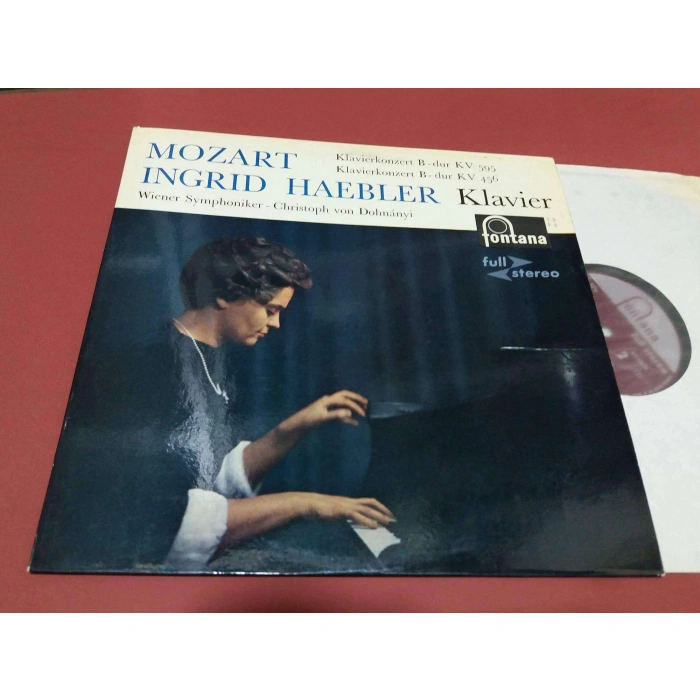 MOZART
Klavierkonzert B-dur KV 595
Klavierkonzert B-dur KV 456
INGRID HAEBLER Klavier
Wiener Symphoniker - Christoph von Dohnányi
fontana
full
stereo
fontana